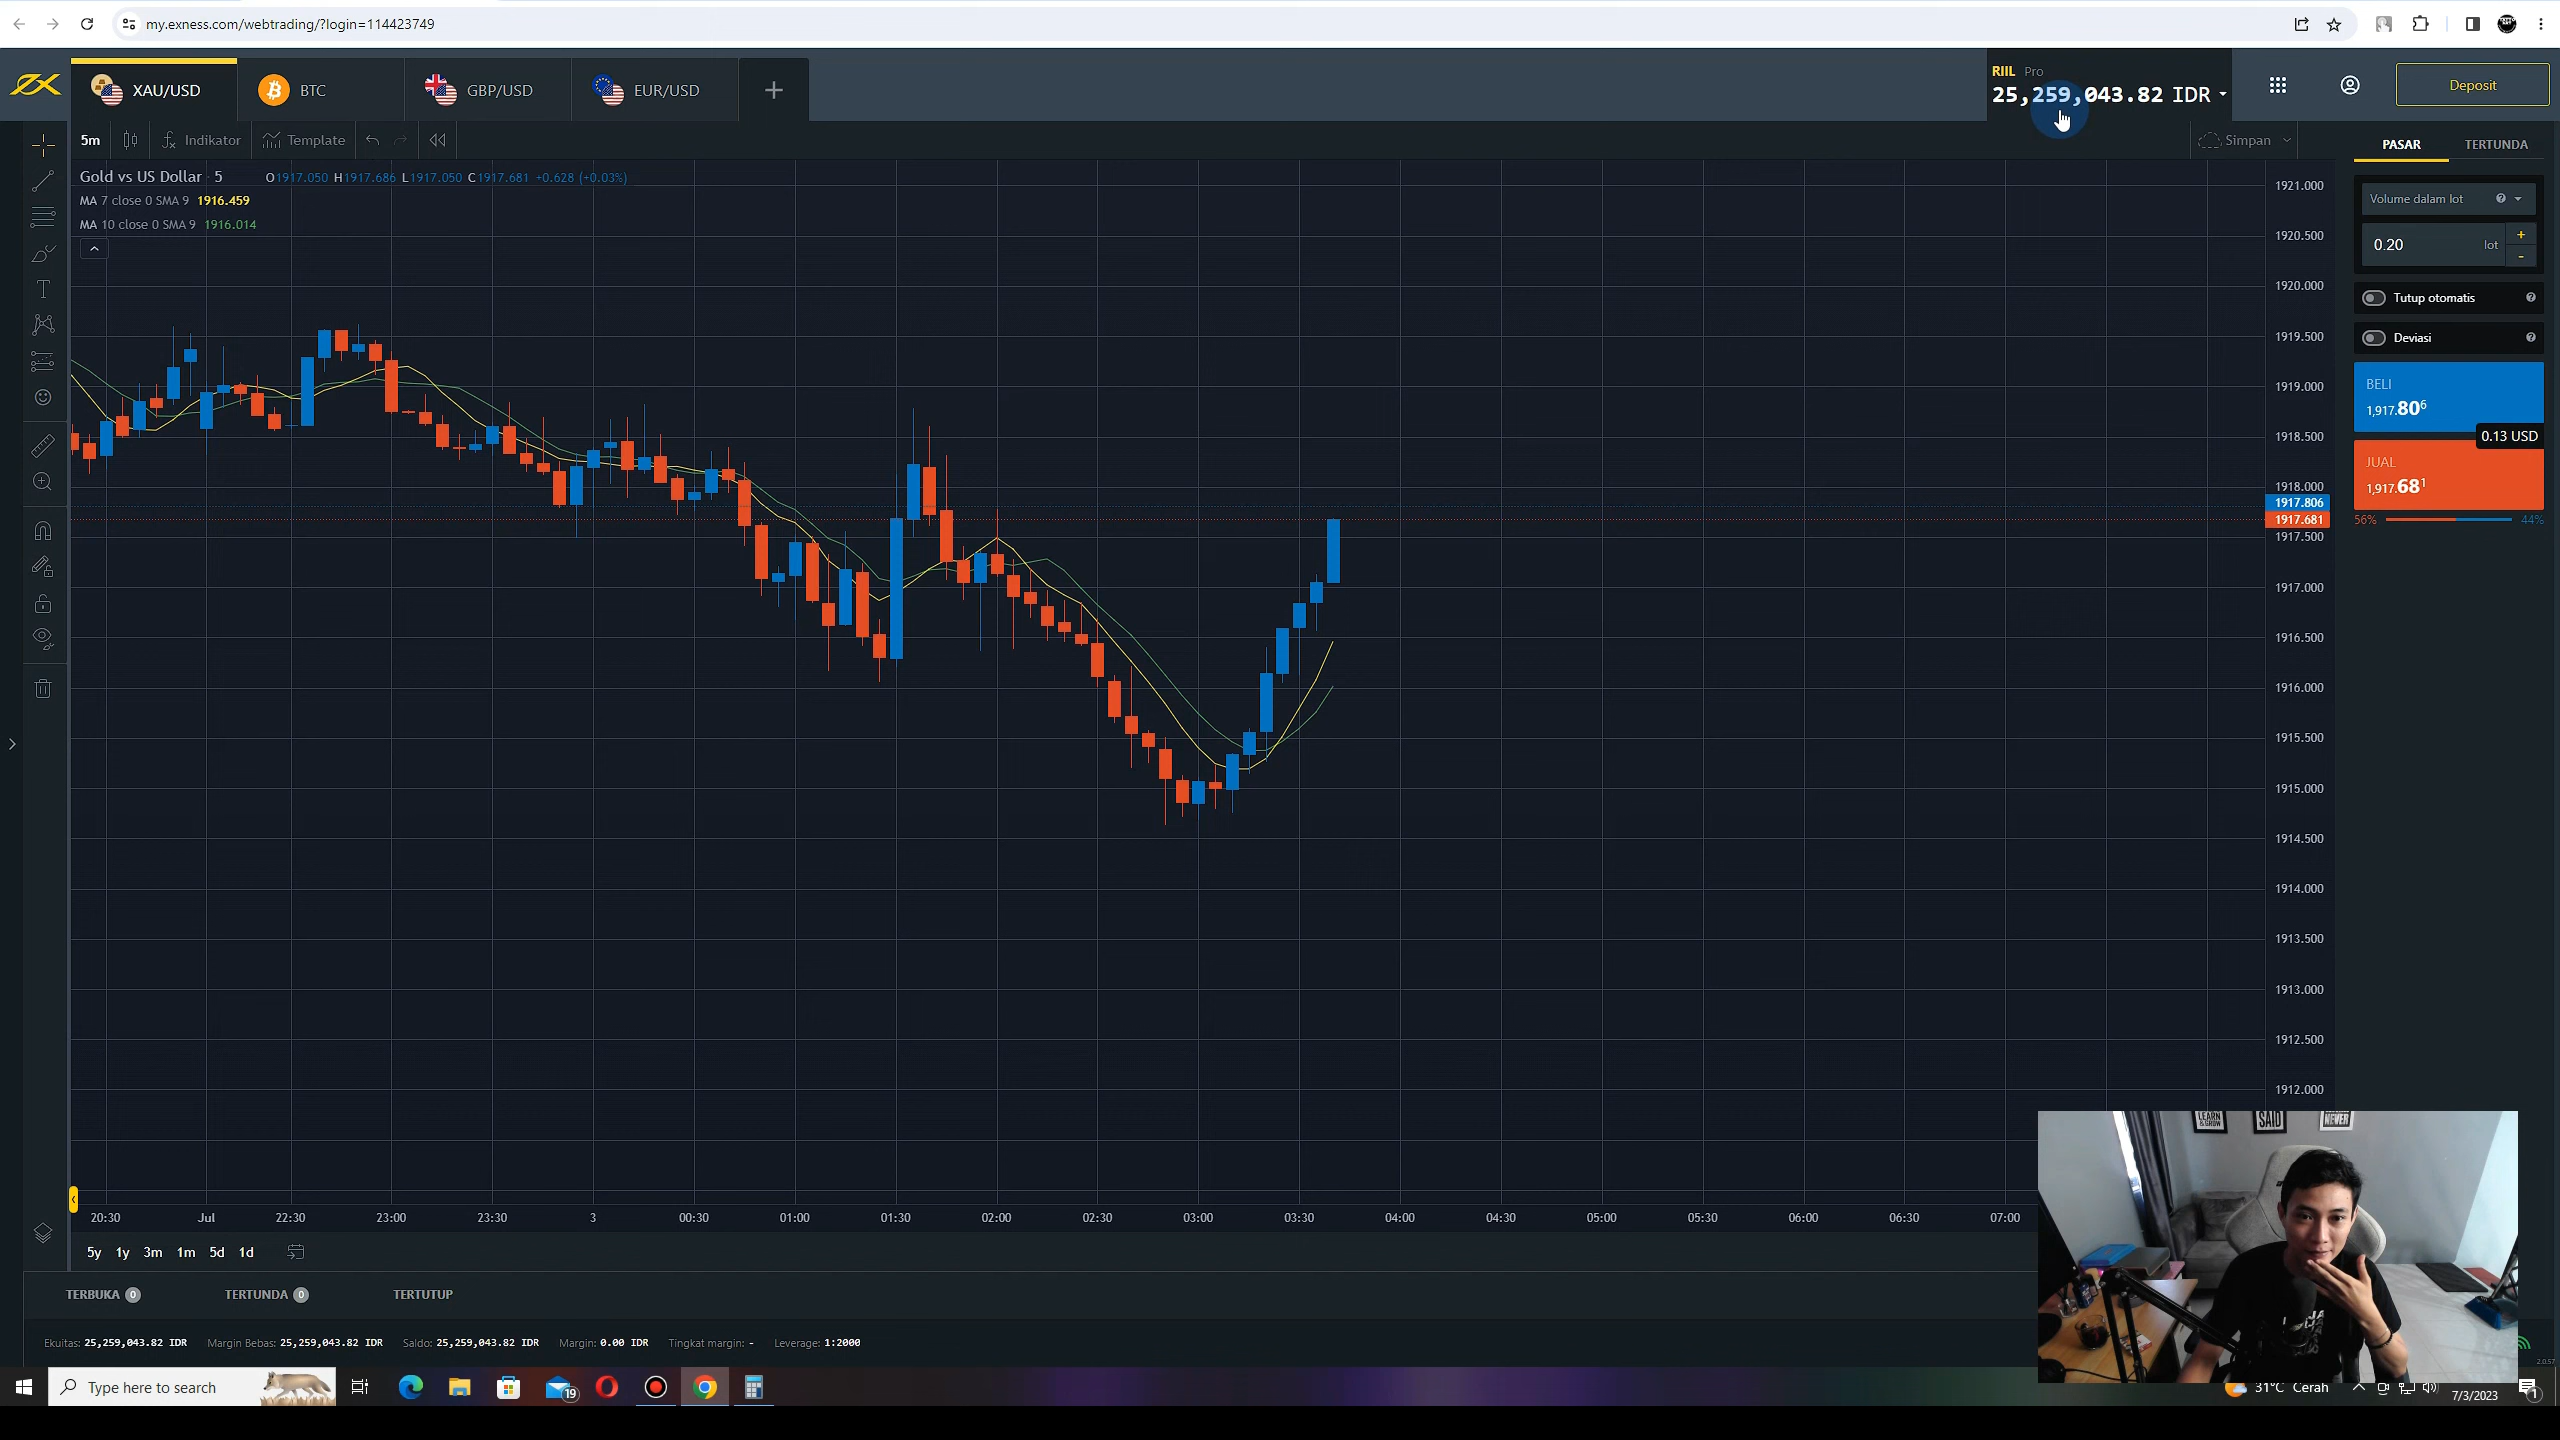 my.exness.com/webtrading/?login=114423749
XAU/USD
BTC
GBP/USD
EUR/USD
RIIL Pro
25,259,043.82 IDR
Deposit
5m
Indikator
Template
Simpan
PASAR
TERTUNDA
Gold vs US Dollar · 5 O1917.050 H1917.686 L1917.050 C1917.681 +0.628 (+0.03%)
MA 7 close 0 SMA 9 1916.459
MA 10 close 0 SMA 9 1916.014
Volume dalam lot
0.20 lot
Tutup otomatis
Deviasi
BELI
1,917.806
0.13 USD
JUAL
1,917.681
56% 44%
1921.000
1920.500
1920.000
1919.500
1919.000
1918.500
1918.000
1917.806
1917.681
1917.500
1917.000
1916.500
1916.000
1915.500
1915.000
1914.500
1914.000
1913.500
1913.000
1912.500
1912.000
20:30 Jul 22:30 23:00 23:30 3 00:30 01:00 01:30 02:00 02:30 03:00 03:30 04:00 04:30 05:00 05:30 06:00 06:30 07:00
5y 1y 3m 1m 5d 1d
TERBUKA 0 TERTUNDA 0 TERTUTUP
Ekuitas: 25,259,043.82 IDR Margin Bebas: 25,259,043.82 IDR Saldo: 25,259,043.82 IDR Margin: 0.00 IDR Tingkat margin: - Leverage: 1:2000
LEARN
& GROW
SAID
NEVER
Type here to search
19
31°C Cerah
7/3/2023
1